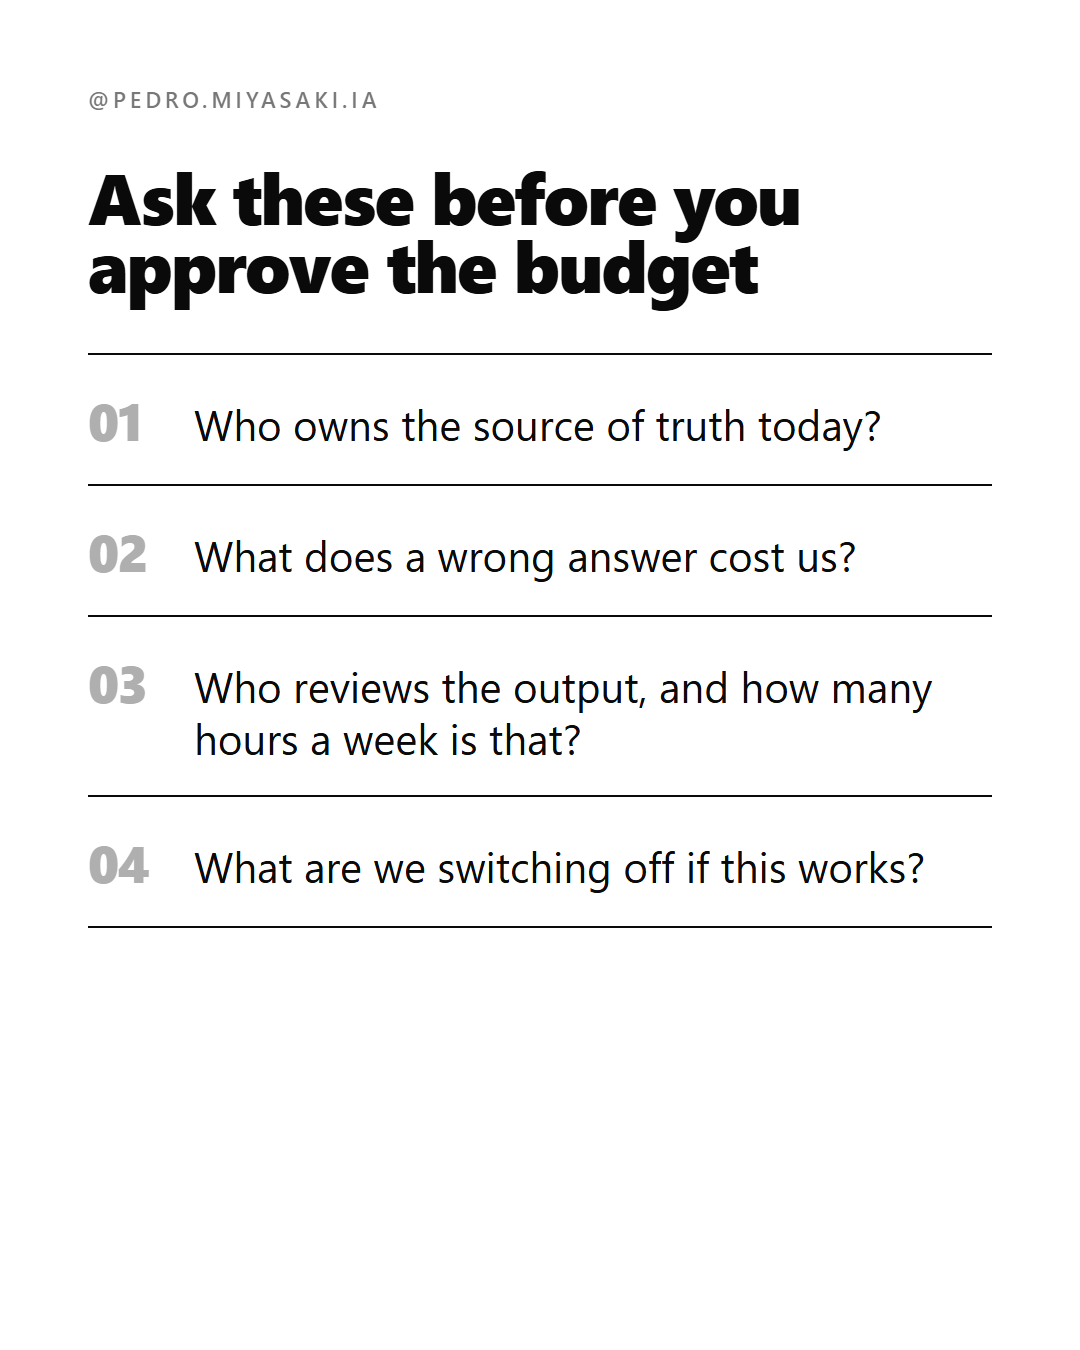 @PEDRO.MIYASAKI.IA
Ask these before you
approve the budget
01 Who owns the source of truth today?
02 What does a wrong answer cost us?
03 Who reviews the output, and how many
hours a week is that?
04 What are we switching off if this works?